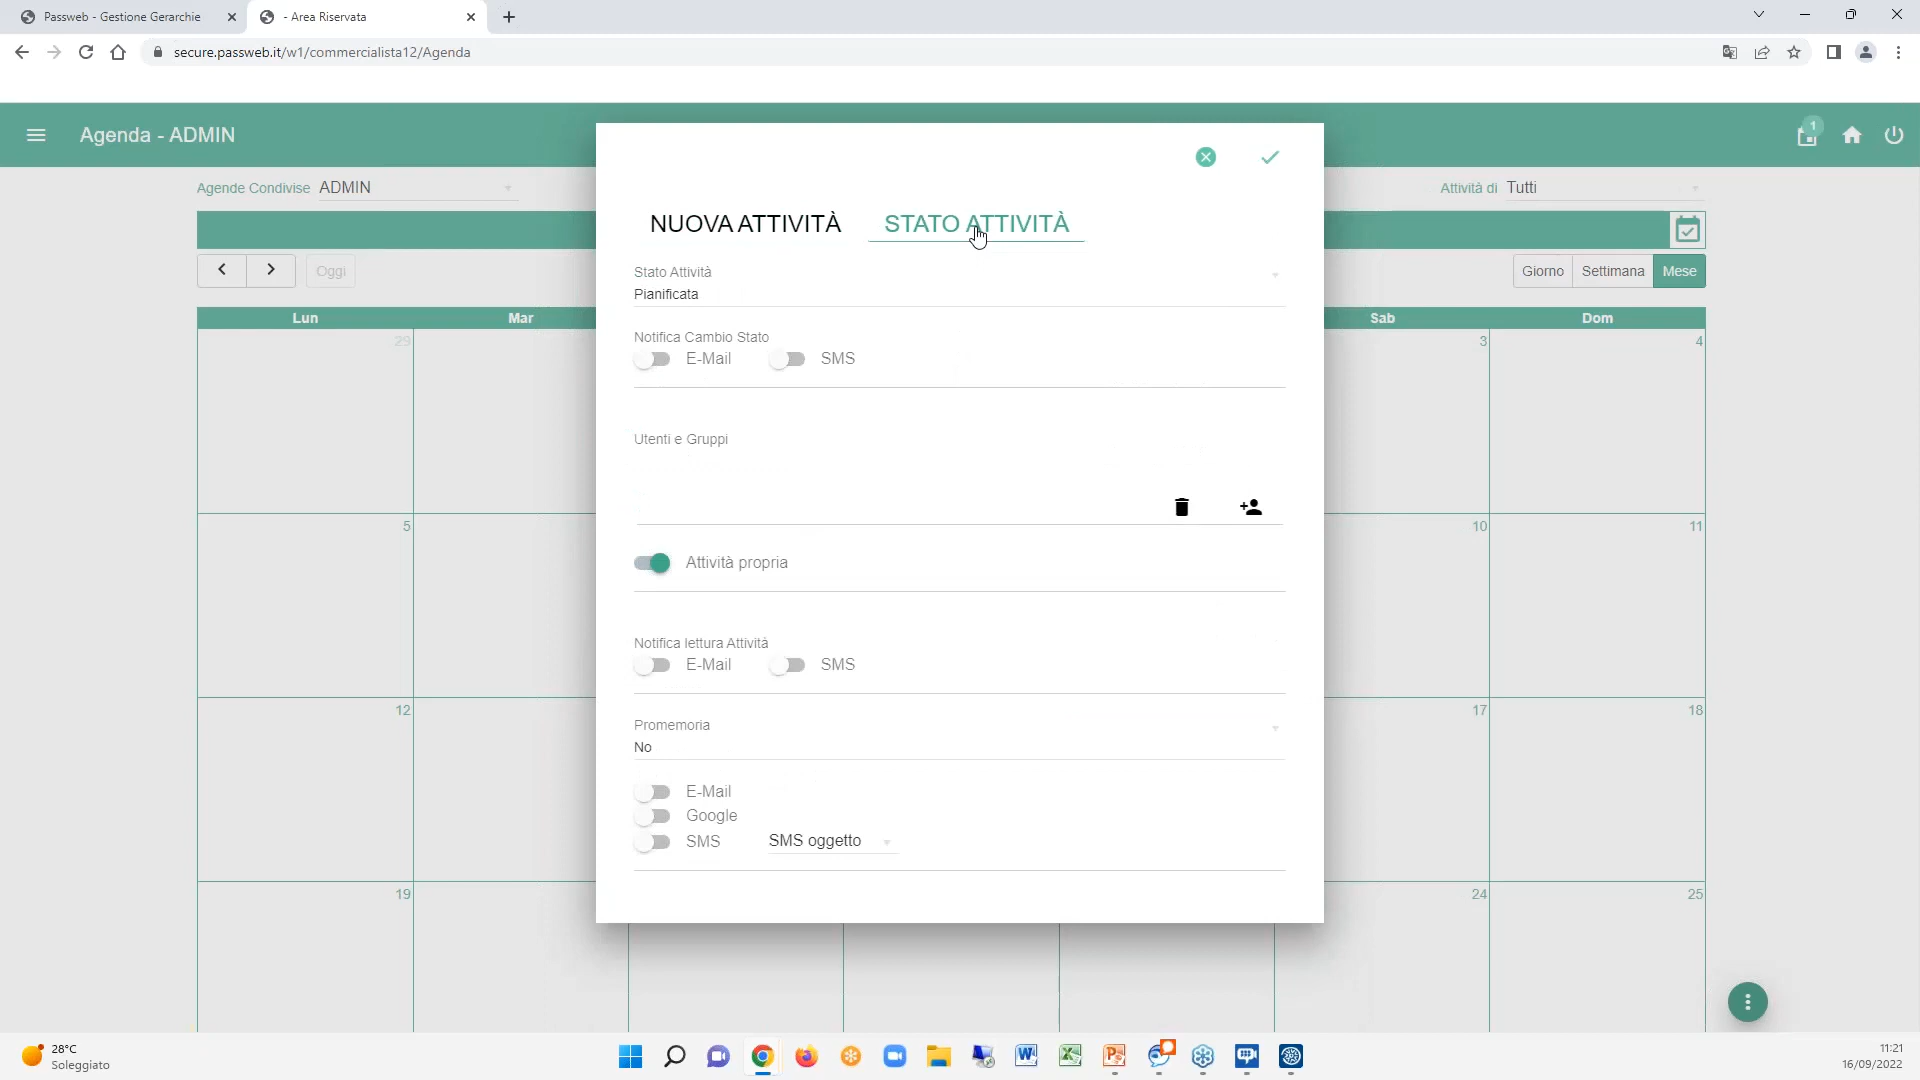 Passweb - Gestione Gerarchie
- Area Riservata
secure.passweb.it/w1/commercialista12/Agenda
Agenda - ADMIN
1
Agende Condivise ADMIN
Attività di Tutti
Oggi
Giorno Settimana Mese
Lun Mar Sab Dom
29 3 4
5 10 11
12 17 18
19 24 25
NUOVA ATTIVITÀ STATO ATTIVITÀ
Stato Attività
Pianificata
Notifica Cambio Stato
E-Mail SMS
Utenti e Gruppi
Attività propria
Notifica lettura Attività
E-Mail SMS
Promemoria
No
E-Mail
Google
SMS SMS oggetto
28°C
Soleggiato
11:21
16/09/2022